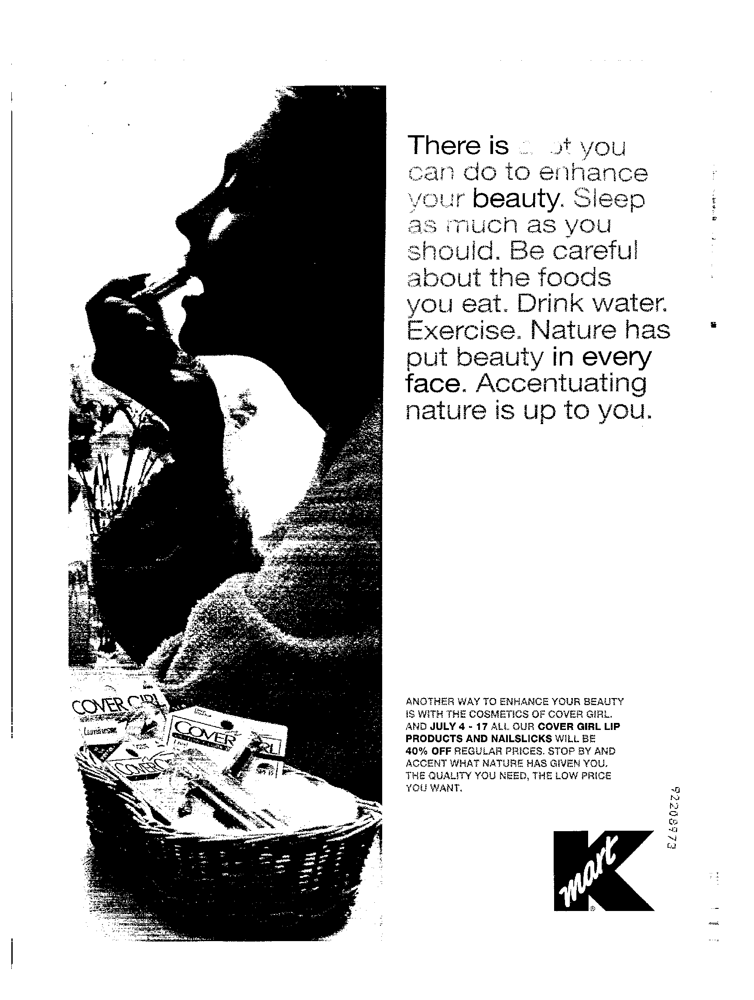 There is a lot you
can do to enhance
your beauty. Sleep
as much as you
should. Be careful
about the foods
you eat. Drink water.
Exercise. Nature has
put beauty in every
face. Accentuating
nature is up to you.
COVER GIRL
COVER GIRL
COVER
ANOTHER WAY TO ENHANCE YOUR BEAUTY
IS WITH THE COSMETICS OF COVER GIRL.
AND JULY 4 - 17 ALL OUR COVER GIRL LIP
PRODUCTS AND NAILSLICKS WILL BE
40% OFF REGULAR PRICES. STOP BY AND
ACCENT WHAT NATURE HAS GIVEN YOU.
THE QUALITY YOU NEED, THE LOW PRICE
YOU WANT.
92208973
Kmart
®